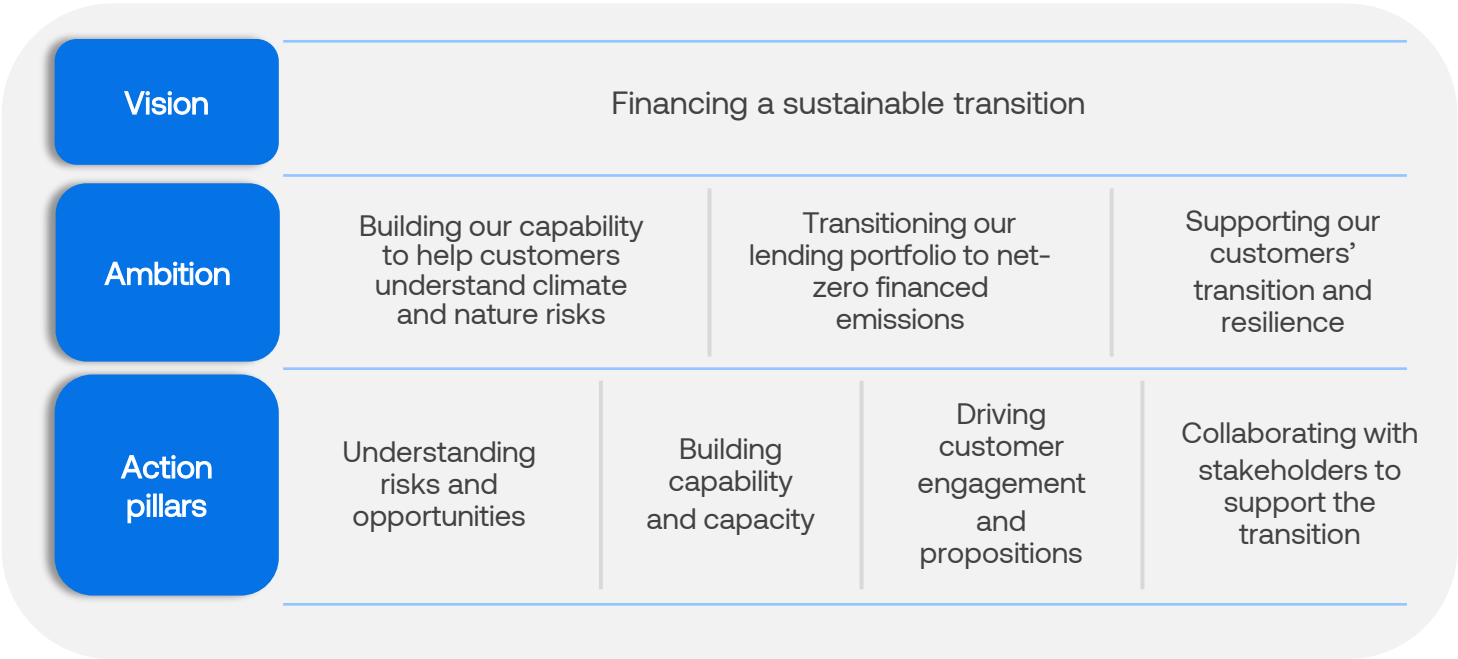 Vision
Financing a sustainable transition
Ambition
Building our capability
to help customers
understand climate
and nature risks
Transitioning our
lending portfolio to net-
zero financed
emissions
Supporting our
customers’
transition and
resilience
Action
pillars
Understanding
risks and
opportunities
Building
capability
and capacity
Driving
customer
engagement
and
propositions
Collaborating with
stakeholders to
support the
transition